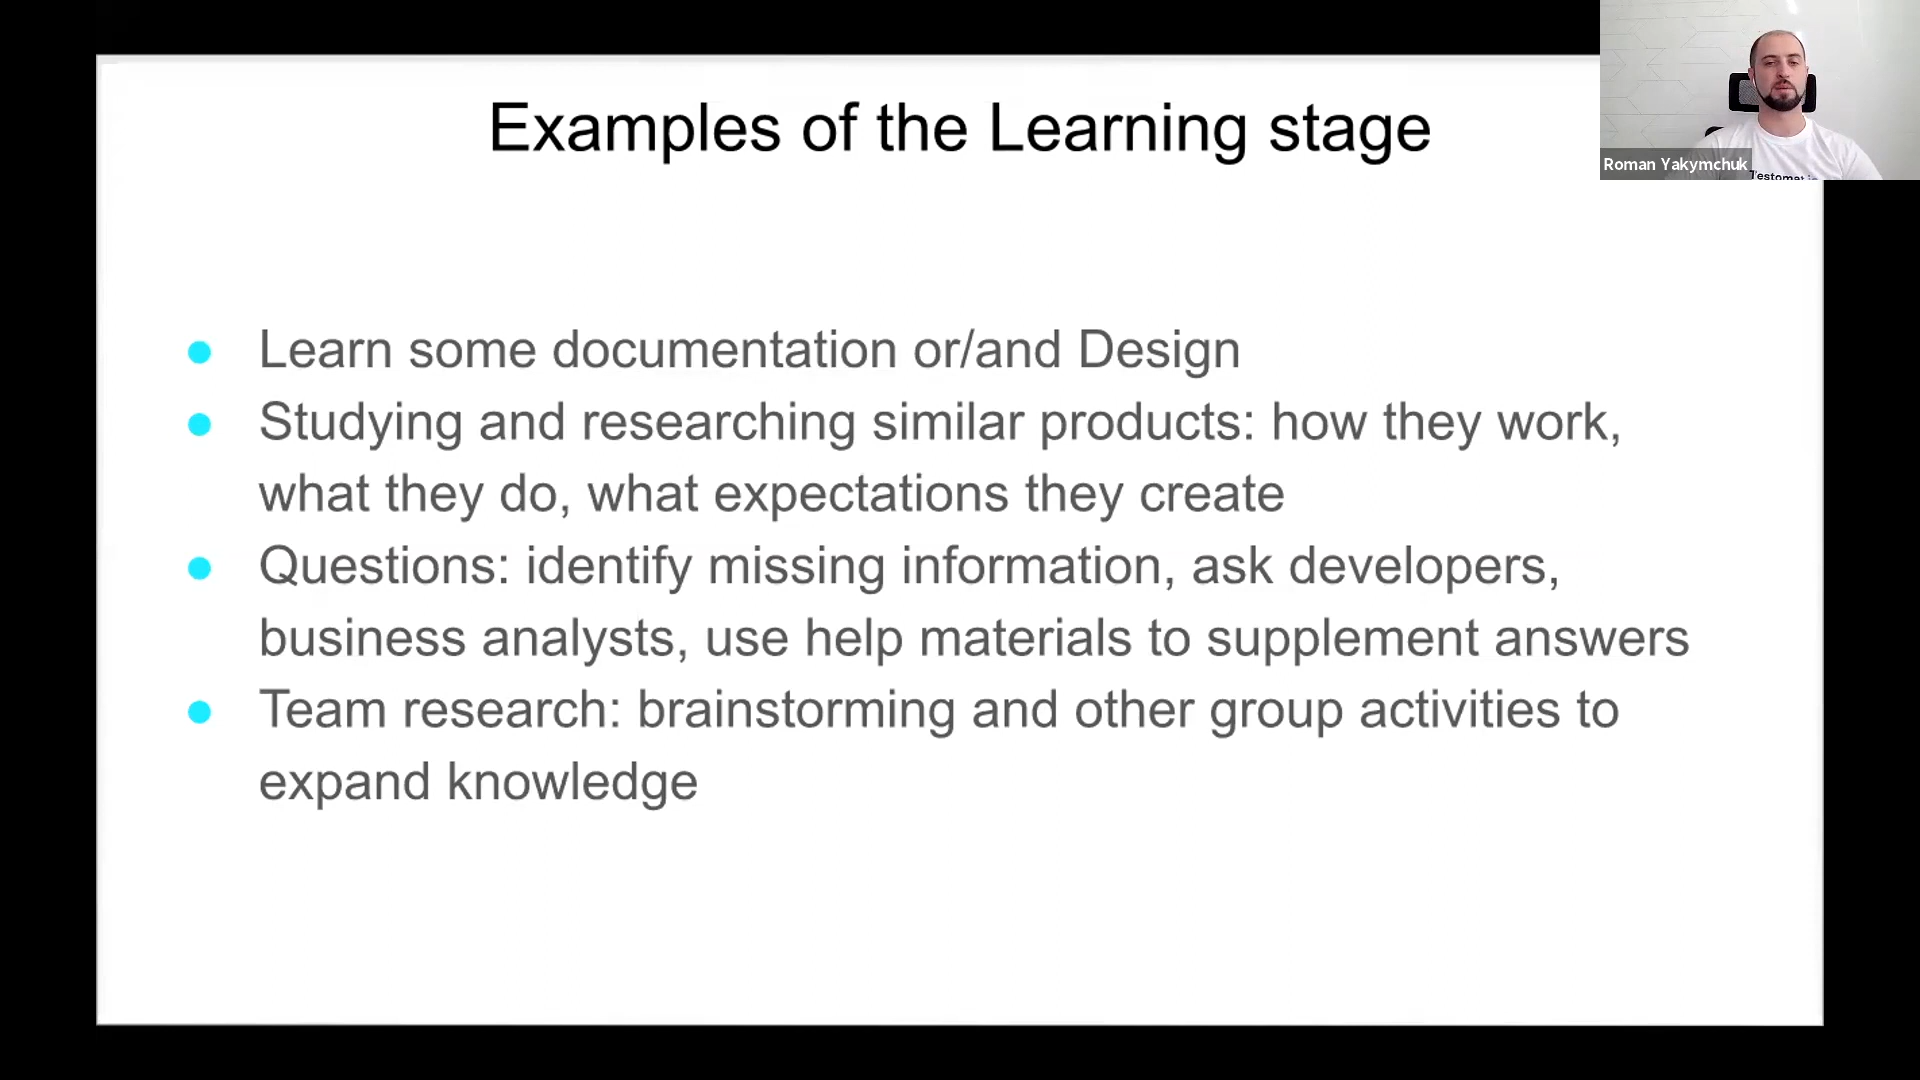 Examples of the Learning stage
Roman Yakymchuk
Learn some documentation or/and Design
Studying and researching similar products: how they work,
what they do, what expectations they create
Questions: identify missing information, ask developers,
business analysts, use help materials to supplement answers
Team research: brainstorming and other group activities to
expand knowledge